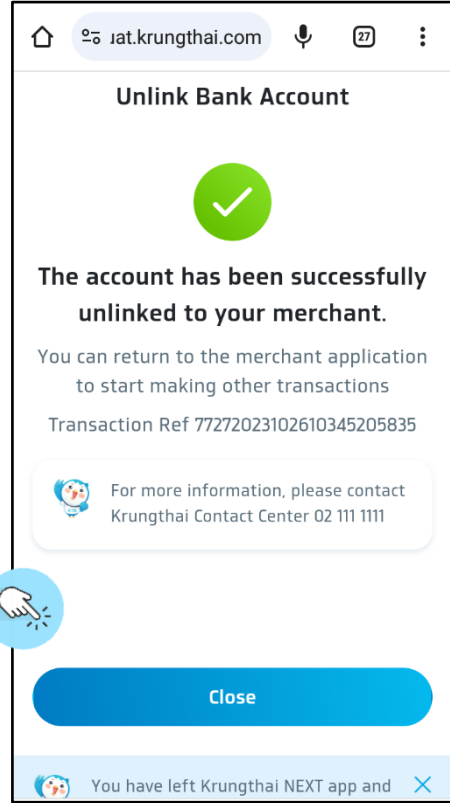 uat.krungthai.com
27
Unlink Bank Account
The account has been successfully
unlinked to your merchant.
You can return to the merchant application
to start making other transactions
Transaction Ref 77272023102610345205835
For more information, please contact
Krungthai Contact Center 02 111 1111
Close
You have left Krungthai NEXT app and